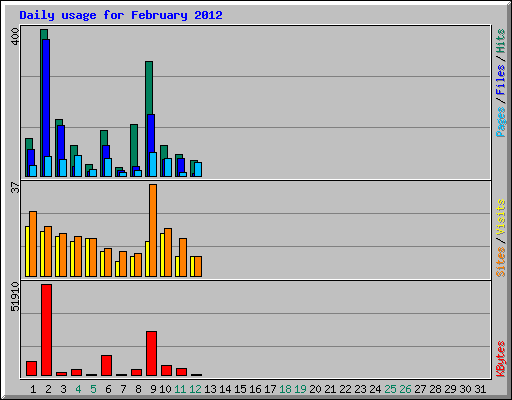 Daily usage for February 2012
400
Pages / Files / Hits
37
Sites / Visits
51910
KBytes
1 2 3 4 5 6 7 8 9 10 11 12 13 14 15 16 17 18 19 20 21 22 23 24 25 26 27 28 29 30 31